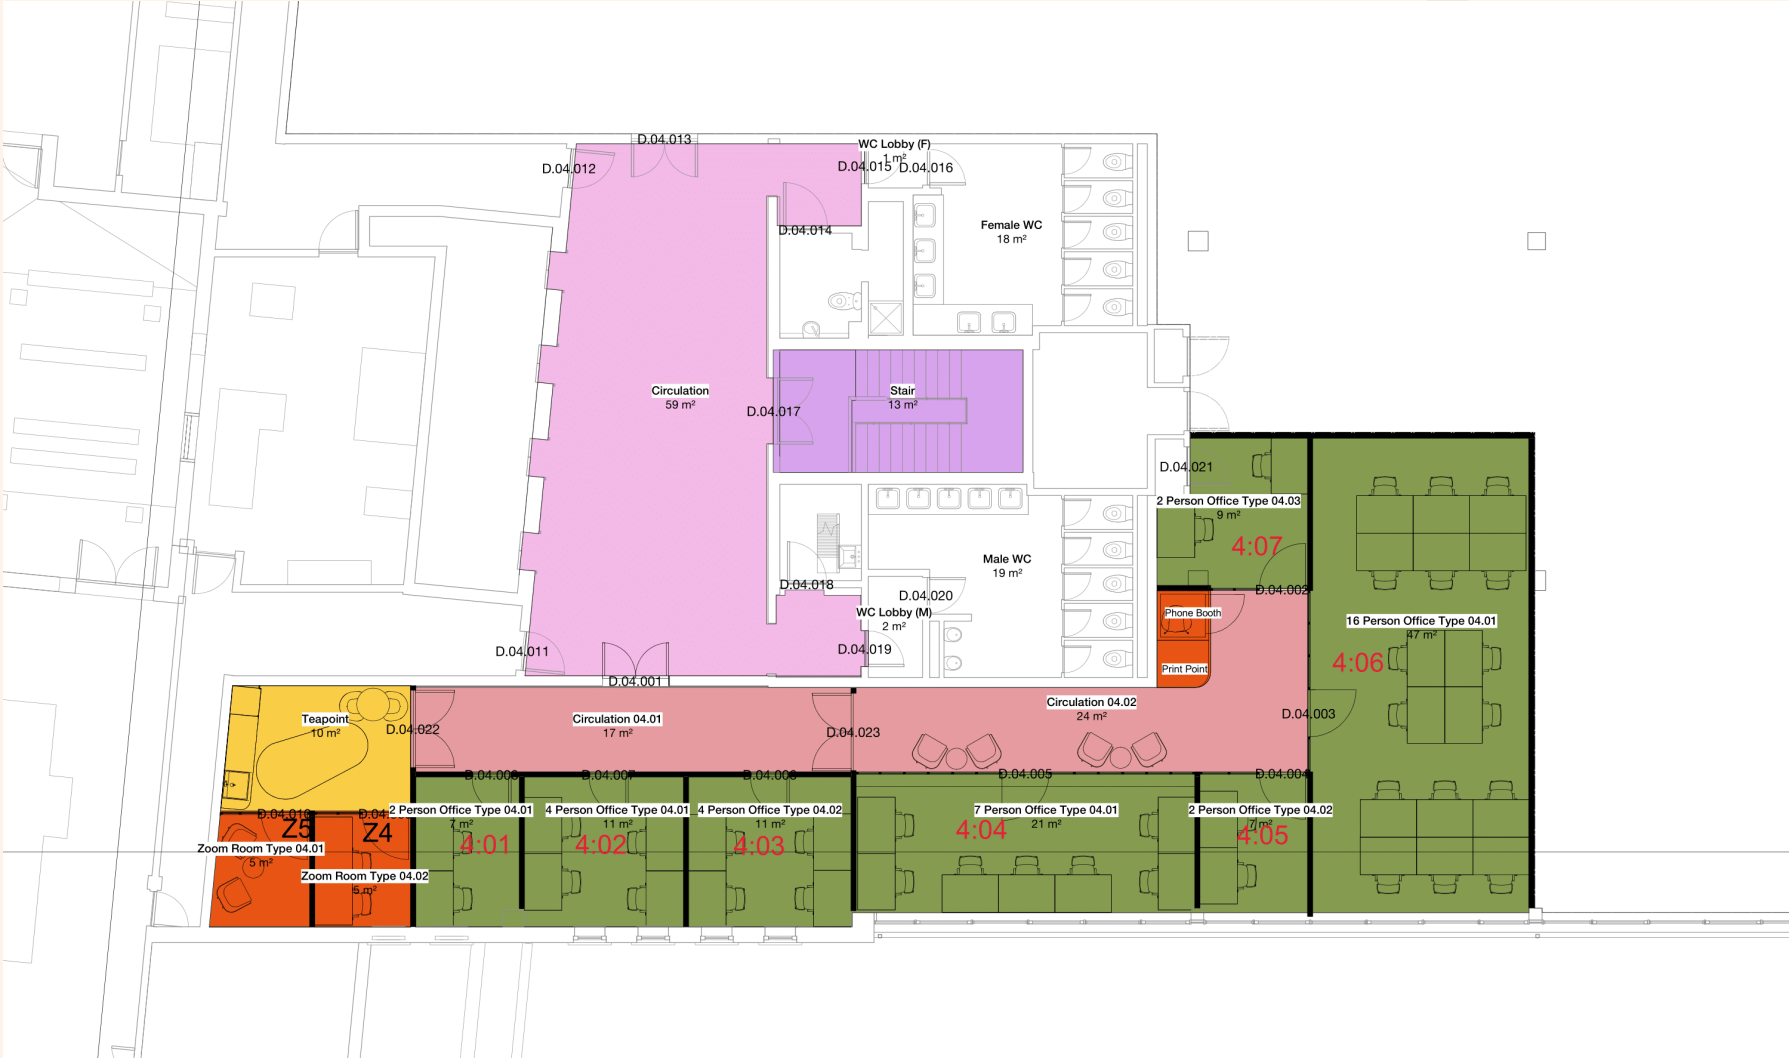 D.04.013
WC Lobby (F)
1 m²
D.04.012
D.04.015
D.04.016
Female WC
18 m²
D.04.014
Circulation
59 m²
Stair
13 m²
D.04.017
D.04.021
2 Person Office Type 04.03
9 m²
4:07
Male WC
19 m²
D.04.018
D.04.020
D.04.002
WC Lobby (M)
2 m²
Phone Booth
16 Person Office Type 04.01
47 m²
4:06
D.04.011
D.04.019
Print Point
D.04.001
Teapoint
10 m²
D.04.022
Circulation 04.01
17 m²
D.04.023
Circulation 04.02
24 m²
D.04.003
D.04.007
D.04.005
D.04.004
D.04.010
Z5
Z4
2 Person Office Type 04.01
7 m²
4:01
4 Person Office Type 04.01
11 m²
4:02
4 Person Office Type 04.02
11 m²
4:03
7 Person Office Type 04.01
21 m²
4:04
2 Person Office Type 04.02
7 m²
4:05
Zoom Room Type 04.01
5 m²
Zoom Room Type 04.02
5 m²